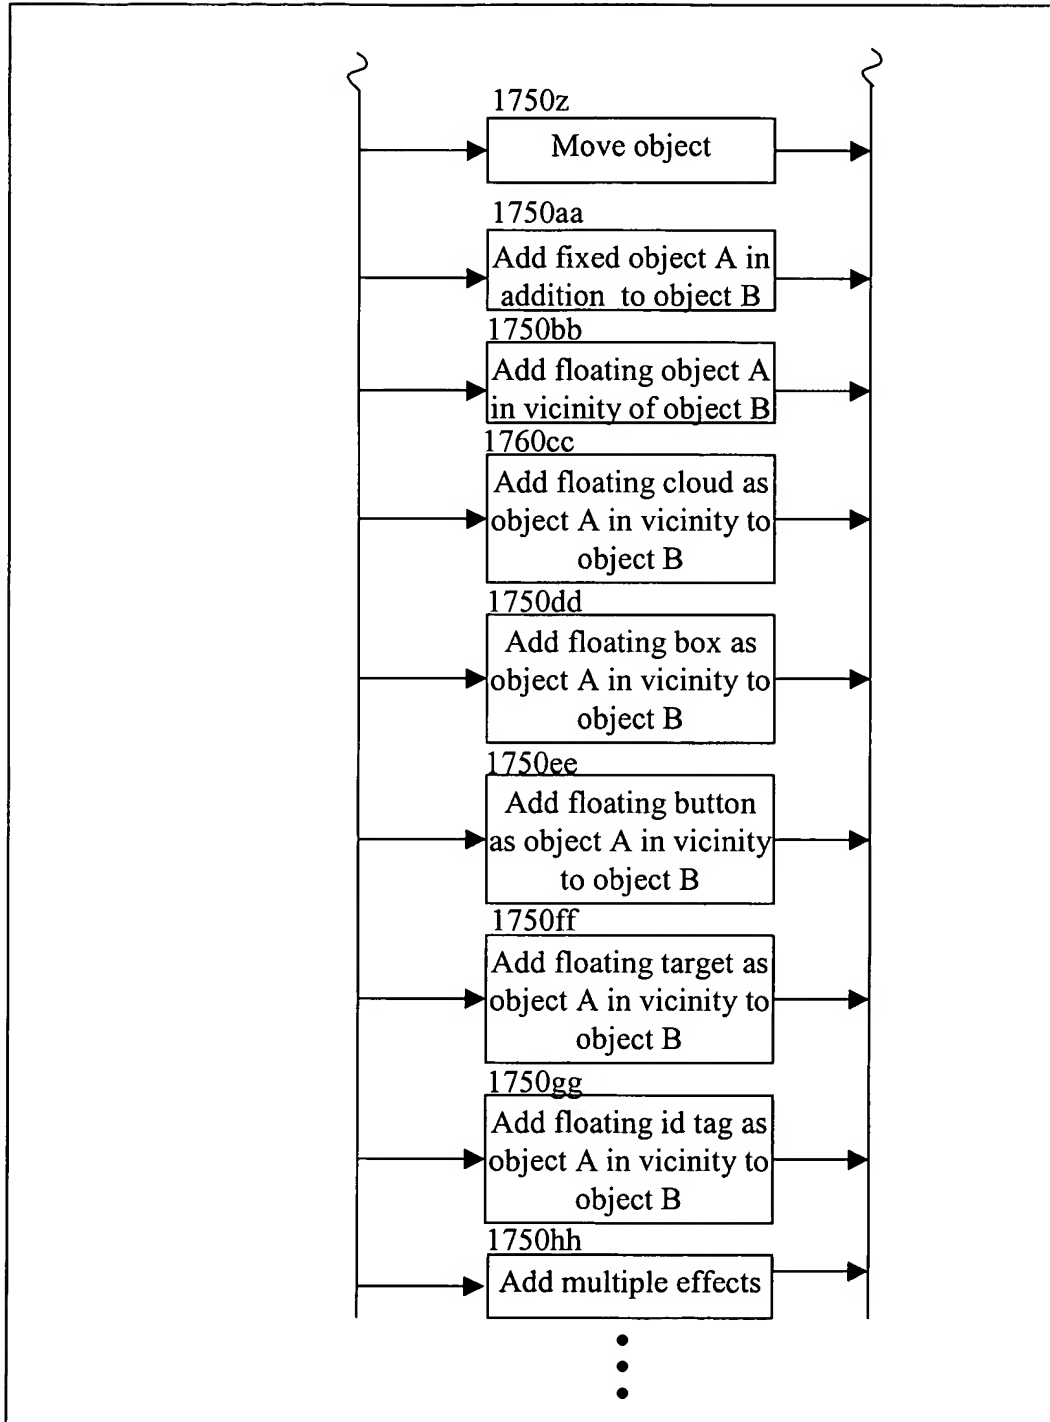 1750z
Move object
1750aa
Add fixed object A in
addition to object B
1750bb
Add floating object A
in vicinity of object B
1760cc
Add floating cloud as
object A in vicinity to
object B
1750dd
Add floating box as
object A in vicinity to
object B
1750ee
Add floating button
as object A in vicinity
to object B
1750ff
Add floating target as
object A in vicinity to
object B
1750gg
Add floating id tag as
object A in vicinity to
object B
1750hh
Add multiple effects